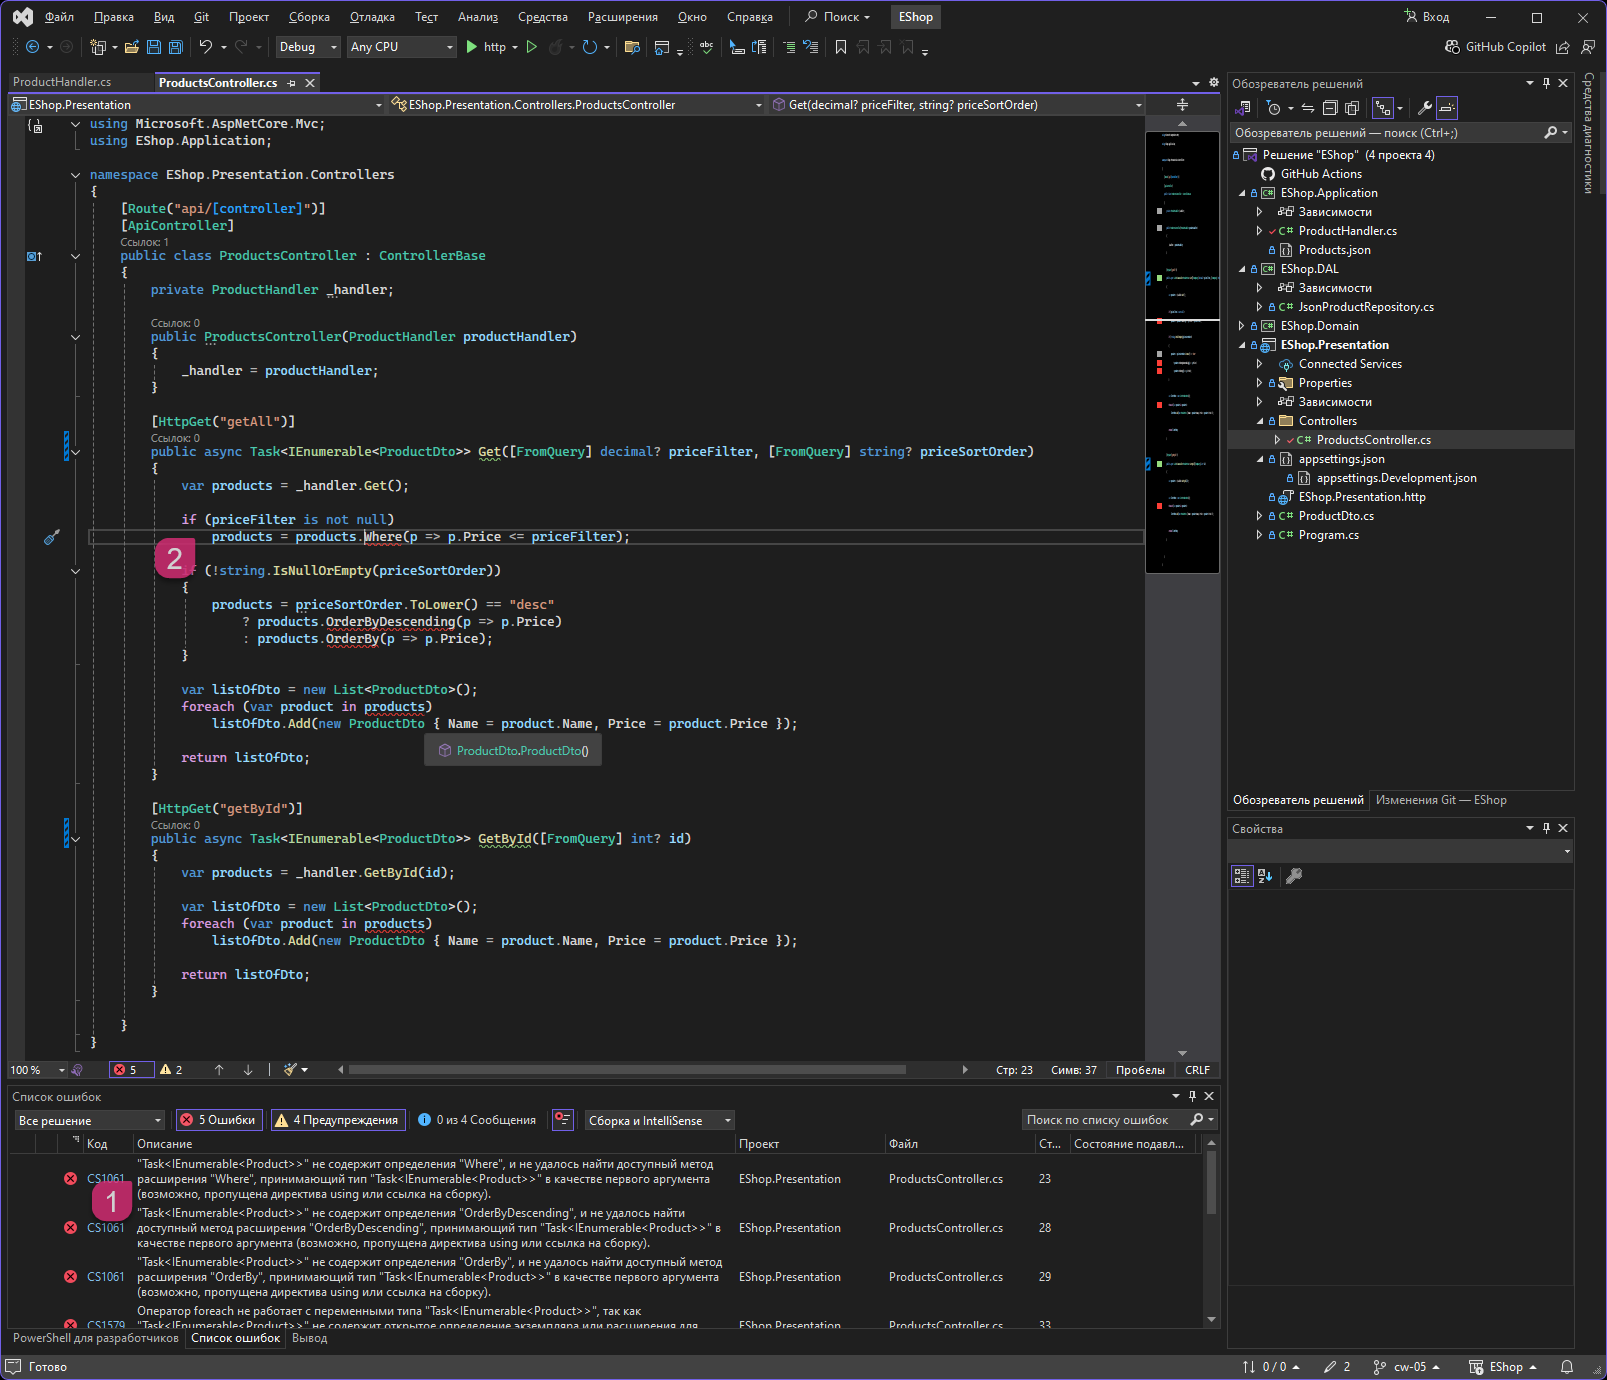 Файл Правка Вид Git Проект Сборка Отладка Тест Анализ Средства Расширения Окно Справка Поиск EShop Вход
Debug Any CPU http GitHub Copilot
ProductHandler.cs ProductsController.cs
EShop.Presentation EShop.Presentation.Controllers.ProductsController Get(decimal? priceFilter, string? priceSortOrder)
using Microsoft.AspNetCore.Mvc;
using EShop.Application;
namespace EShop.Presentation.Controllers
{
[Route("api/[controller]")]
[ApiController]
Ссылок: 1
public class ProductsController : ControllerBase
{
private ProductHandler _handler;
Ссылок: 0
public ProductsController(ProductHandler productHandler)
{
_handler = productHandler;
}
[HttpGet("getAll")]
Ссылок: 0
public async Task<IEnumerable<ProductDto>> Get([FromQuery] decimal? priceFilter, [FromQuery] string? priceSortOrder)
{
var products = _handler.Get();
if (priceFilter is not null)
products = products.Where(p => p.Price <= priceFilter);
2
f (!string.IsNullOrEmpty(priceSortOrder))
{
products = priceSortOrder.ToLower() == "desc"
? products.OrderByDescending(p => p.Price)
: products.OrderBy(p => p.Price);
}
var listOfDto = new List<ProductDto>();
foreach (var product in products)
listOfDto.Add(new ProductDto { Name = product.Name, Price = product.Price });
ProductDto.ProductDto()
return listOfDto;
}
[HttpGet("getById")]
Ссылок: 0
public async Task<IEnumerable<ProductDto>> GetById([FromQuery] int? id)
{
var products = _handler.GetById(id);
var listOfDto = new List<ProductDto>();
foreach (var product in products)
listOfDto.Add(new ProductDto { Name = product.Name, Price = product.Price });
return listOfDto;
}
}
}
100 % 5 2 Стр: 23 Симв: 37 Пробелы CRLF
Список ошибок
Все решение 5 Ошибки 4 Предупреждения 0 из 4 Сообщения Сборка и IntelliSense Поиск по списку ошибок
Код Описание Проект Файл Ст... Состояние подавл...
"Task<IEnumerable<Product>>" не содержит определения "Where", и не удалось найти доступный метод
CS1061 расширения "Where", принимающий тип "Task<IEnumerable<Product>>" в качестве первого аргумента EShop.Presentation ProductsController.cs 23
(возможно, пропущена директива using или ссылка на сборку).
1
"Task<IEnumerable<Product>>" не содержит определения "OrderByDescending", и не удалось найти
CS1061 доступный метод расширения "OrderByDescending", принимающий тип "Task<IEnumerable<Product>>" в EShop.Presentation ProductsController.cs 28
качестве первого аргумента (возможно, пропущена директива using или ссылка на сборку).
"Task<IEnumerable<Product>>" не содержит определения "OrderBy", и не удалось найти доступный метод
CS1061 расширения "OrderBy", принимающий тип "Task<IEnumerable<Product>>" в качестве первого аргумента EShop.Presentation ProductsController.cs 29
(возможно, пропущена директива using или ссылка на сборку).
Оператор foreach не работает с переменными типа "Task<IEnumerable<Product>>", так как
CS1579 "Task<IEnumerable<Product>>" не содержит открытое определение экземпляра или расширения для EShop.Presentation ProductsController.cs 33
PowerShell для разработчиков Список ошибок Вывод
Обозреватель решений
Обозреватель решений — поиск (Ctrl+;)
Решение "EShop" (4 проекта 4)
GitHub Actions
EShop.Application
Зависимости
ProductHandler.cs
Products.json
EShop.DAL
Зависимости
JsonProductRepository.cs
EShop.Domain
EShop.Presentation
Connected Services
Properties
Зависимости
Controllers
ProductsController.cs
appsettings.json
appsettings.Development.json
EShop.Presentation.http
ProductDto.cs
Program.cs
Обозреватель решений Изменения Git — EShop
Свойства
Средства диагностики
Готово 0 / 0 2 cw-05 EShop